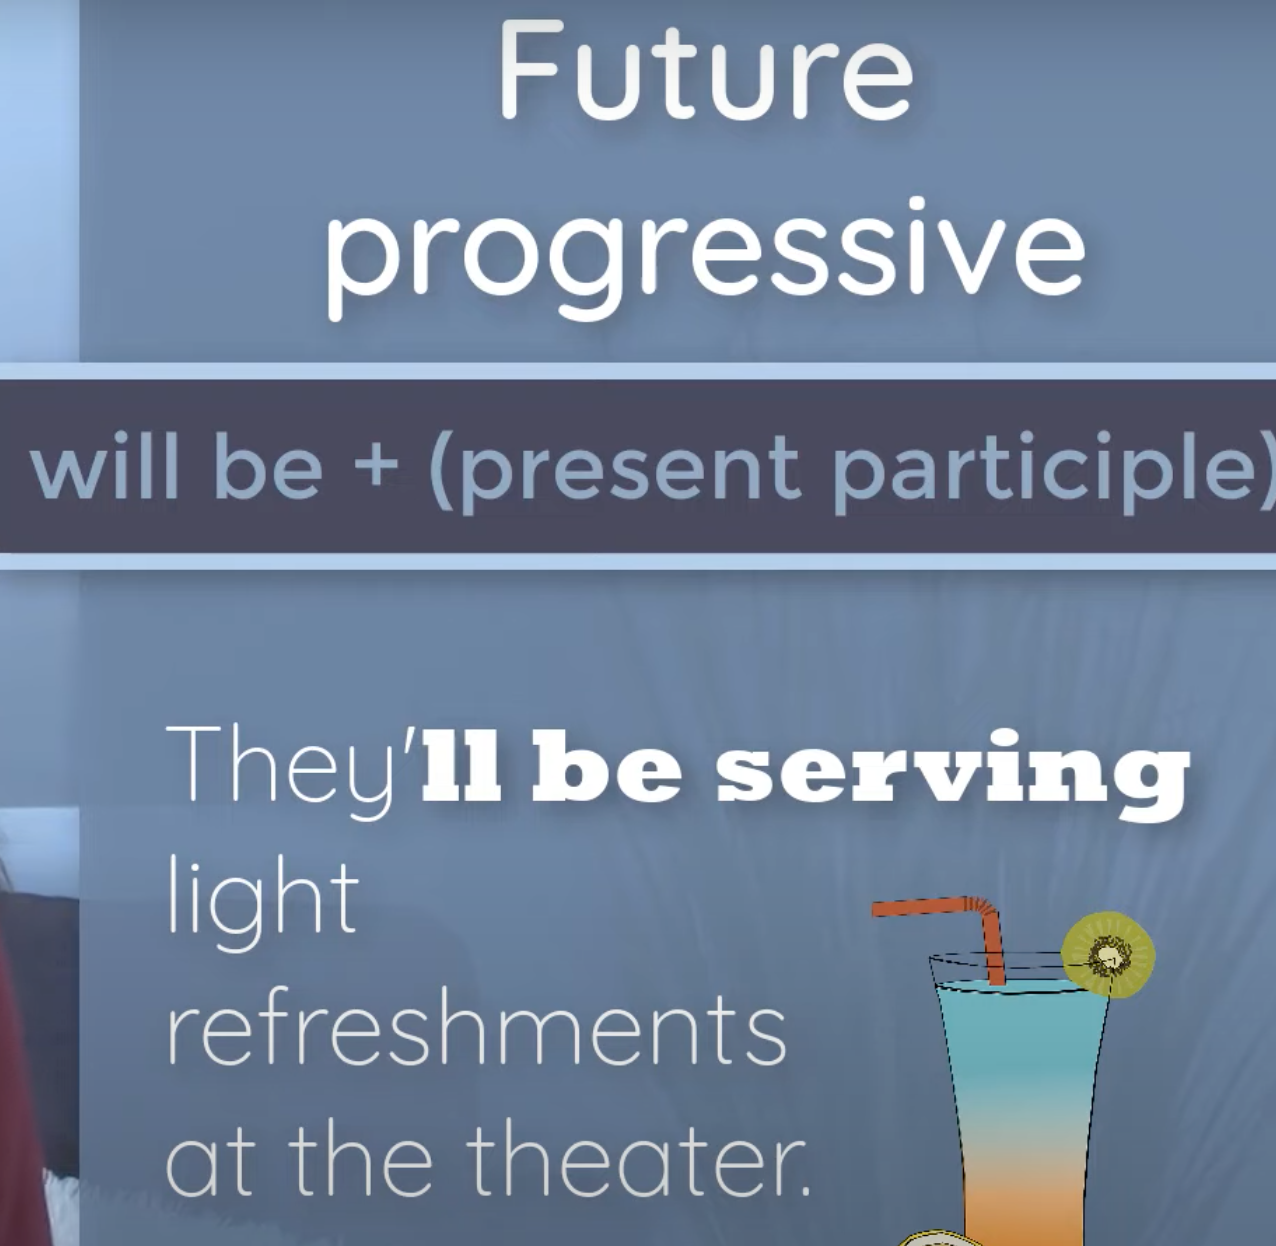 Future
progressive
will be + (present participle)
They'll be serving
light
refreshments
at the theater.